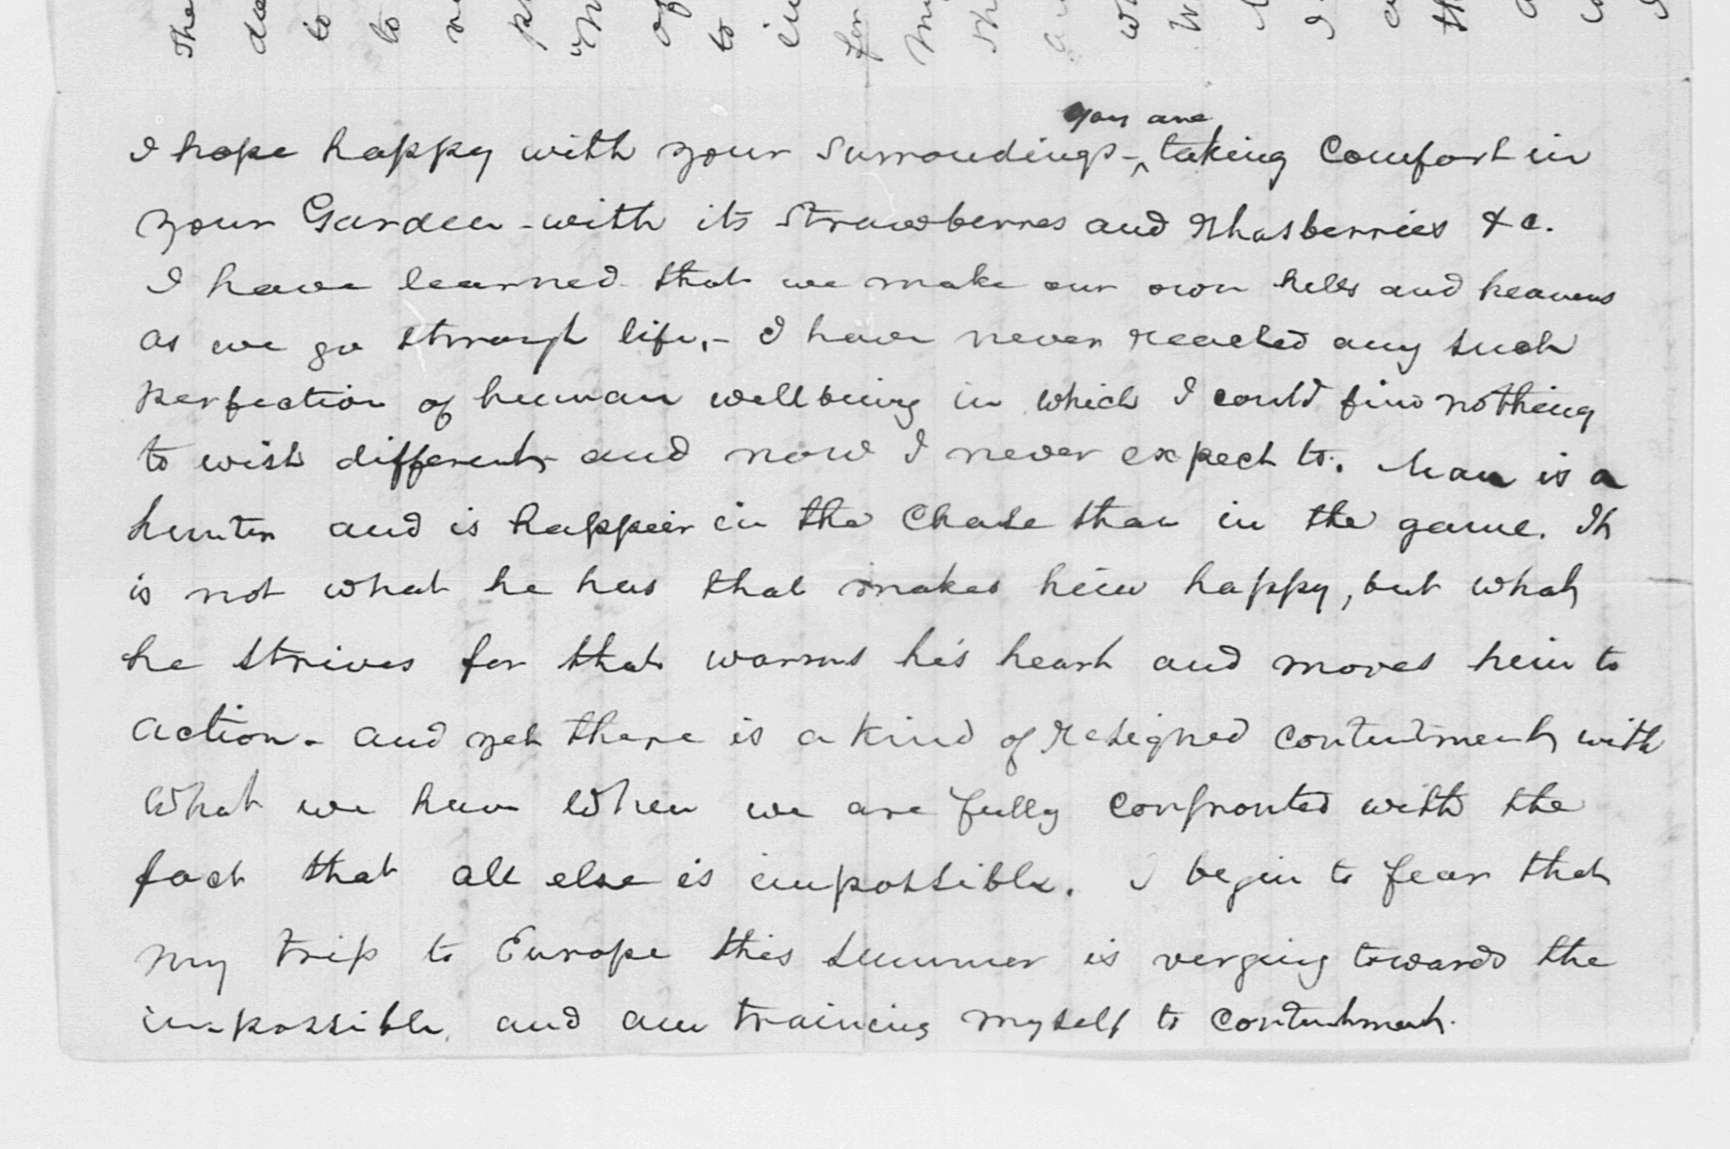 you are
I hope happy with your surroundings -^ taking Comfort in
your Garden - with its strawberries and Rhasberries & c.
I have learned that we make our own hells and heavens
as we go through life, - I have never reached any such
perfection of human wellbeing in which I could find nothing
to wish different and now I never expect to. Man is a
hunter and is happier in the Chase than in the game. It
is not what he has that makes him happy, but what
he strives for that warms his heart and moves him to
action - and yet there is a kind of resigned contentment with
What we have When we are fully confronted with the
fact that all else is impossible. I begin to fear that
my trip to Europe this summer is verging towards the
impossible, and am training myself to contentment.